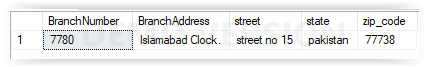 BranchNumber BranchAddress street state zip_code
1 7780 Islamabad Clock. street no 15 pakistan 77738